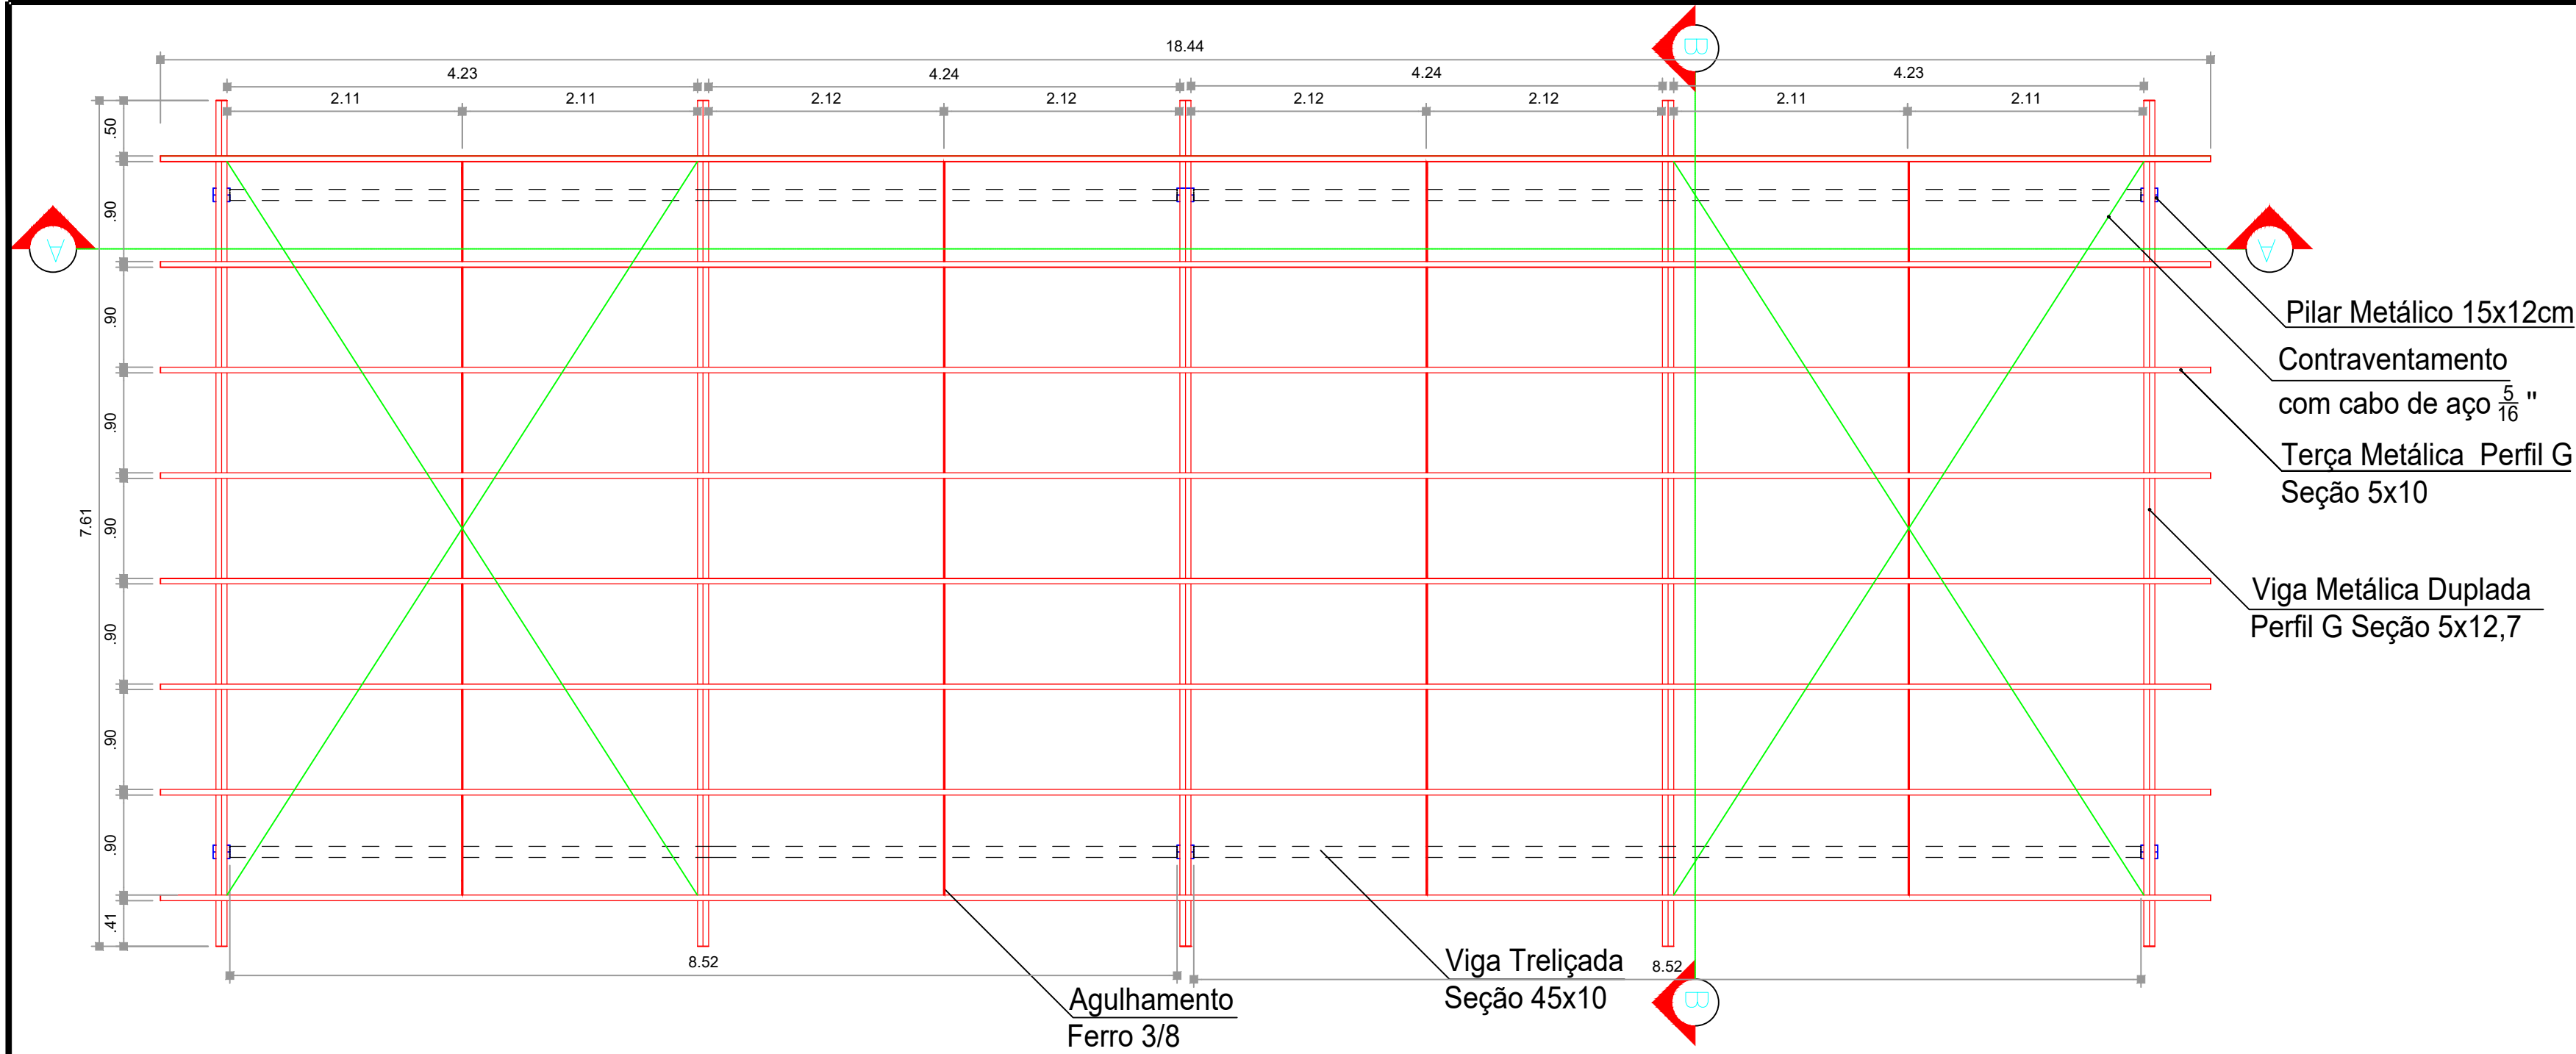 18.44
B
4.23
4.24
4.24
4.23
2.11
2.11
2.12
2.12
2.12
2.12
2.11
2.11
.50
.90
.90
.90
.90
.90
.90
.90
.41
7.61
A
A
Pilar Metálico 15x12cm
Contraventamento
com cabo de aço 5/16 "
Terça Metálica Perfil G
Seção 5x10
Viga Metálica Duplada
Perfil G Seção 5x12,7
8.52
8.52
Viga Treliçada
Seção 45x10
Agulhamento
Ferro 3/8
B